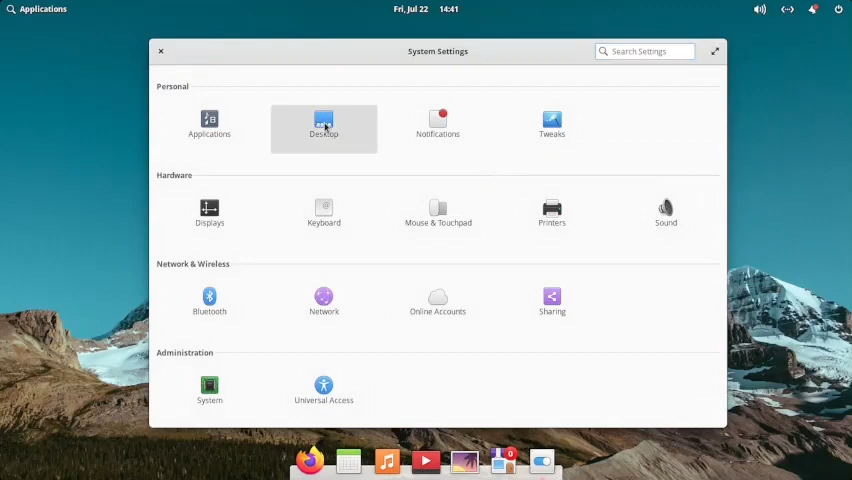 Applications
Fri, Jul 22 14:41
System Settings
Search Settings
Personal
Applications
Desktop
Notifications
Tweaks
Hardware
Displays
Keyboard
Mouse & Touchpad
Printers
Sound
Network & Wireless
Bluetooth
Network
Online Accounts
Sharing
Administration
System
Universal Access
0